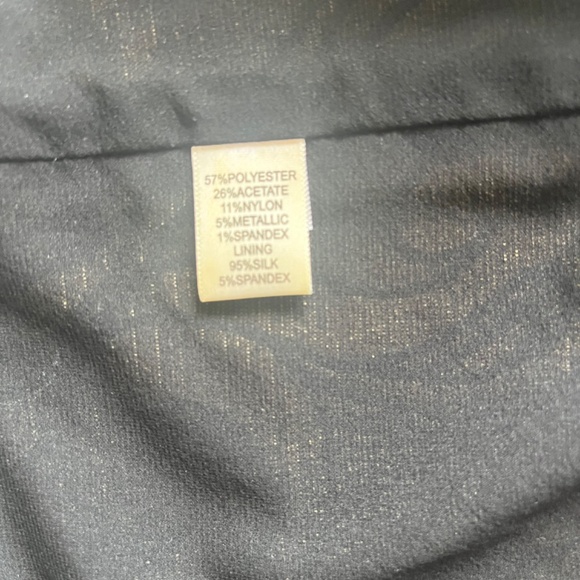 57%POLYESTER
26%ACETATE
11%NYLON
5%METALLIC
1%SPANDEX
LINING
95%SILK
5%SPANDEX